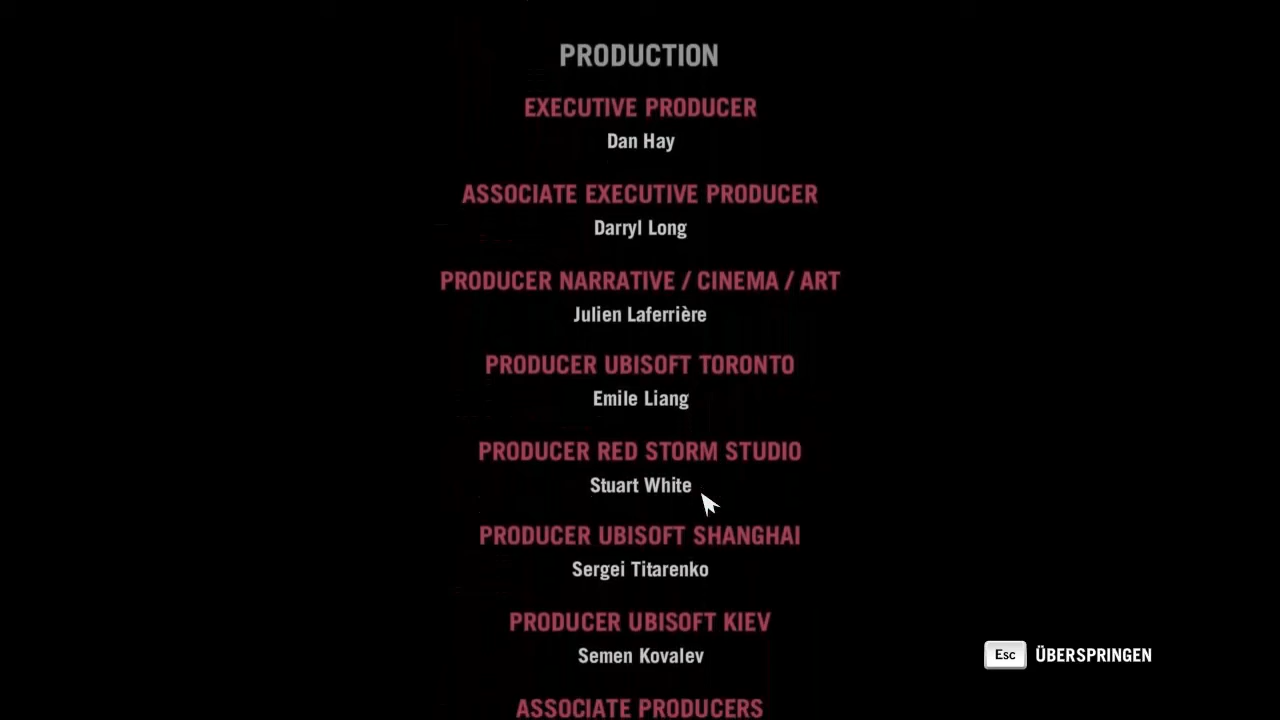 PRODUCTION
EXECUTIVE PRODUCER
Dan Hay
ASSOCIATE EXECUTIVE PRODUCER
Darryl Long
PRODUCER NARRATIVE / CINEMA / ART
Julien Laferrière
PRODUCER UBISOFT TORONTO
Emile Liang
PRODUCER RED STORM STUDIO
Stuart White
PRODUCER UBISOFT SHANGHAI
Sergei Titarenko
PRODUCER UBISOFT KIEV
Semen Kovalev
Esc ÜBERSPRINGEN
ASSOCIATE PRODUCERS